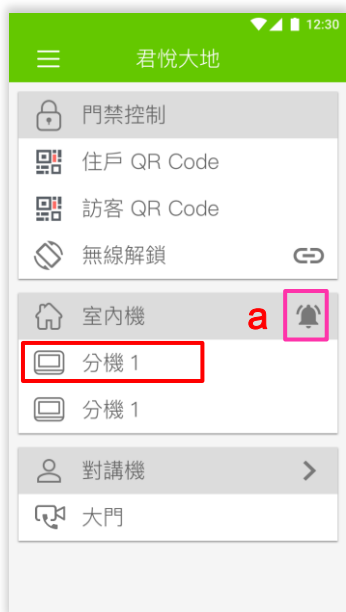 12:30
君悅大地
門禁控制
住戶 QR Code
訪客 QR Code
無線解鎖
室內機 a
分機 1
分機 1
對講機
大門